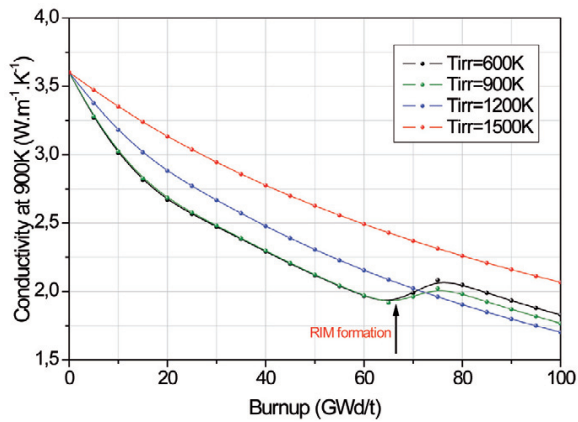 4,0
3,5
3,0
2,5
2,0
1,5
Conductivity at 900K (W.m⁻¹.K⁻¹)
Tirr=600K
Tirr=900K
Tirr=1200K
Tirr=1500K
RIM formation
0 20 40 60 80 100
Burnup (GWd/t)